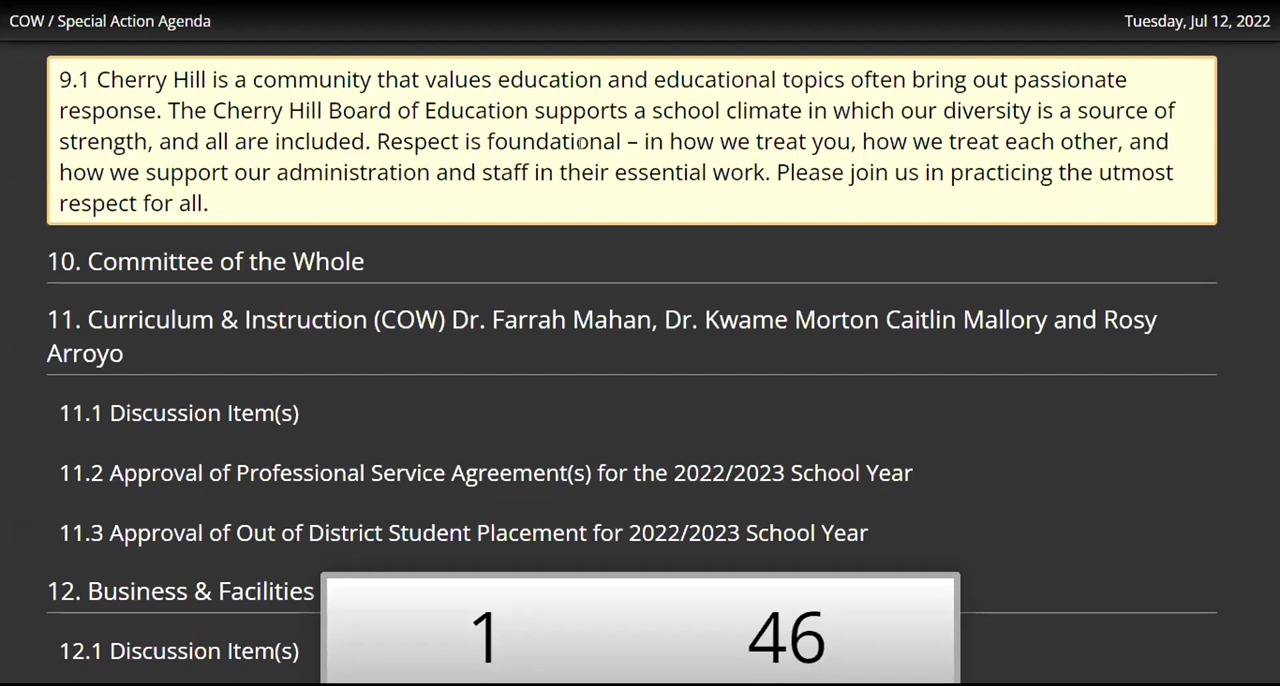 COW / Special Action Agenda
Tuesday, Jul 12, 2022
9.1 Cherry Hill is a community that values education and educational topics often bring out passionate
response. The Cherry Hill Board of Education supports a school climate in which our diversity is a source of
strength, and all are included. Respect is foundational – in how we treat you, how we treat each other, and
how we support our administration and staff in their essential work. Please join us in practicing the utmost
respect for all.
10. Committee of the Whole
11. Curriculum & Instruction (COW) Dr. Farrah Mahan, Dr. Kwame Morton Caitlin Mallory and Rosy
Arroyo
11.1 Discussion Item(s)
11.2 Approval of Professional Service Agreement(s) for the 2022/2023 School Year
11.3 Approval of Out of District Student Placement for 2022/2023 School Year
12. Business & Facilities
12.1 Discussion Item(s)
1 46